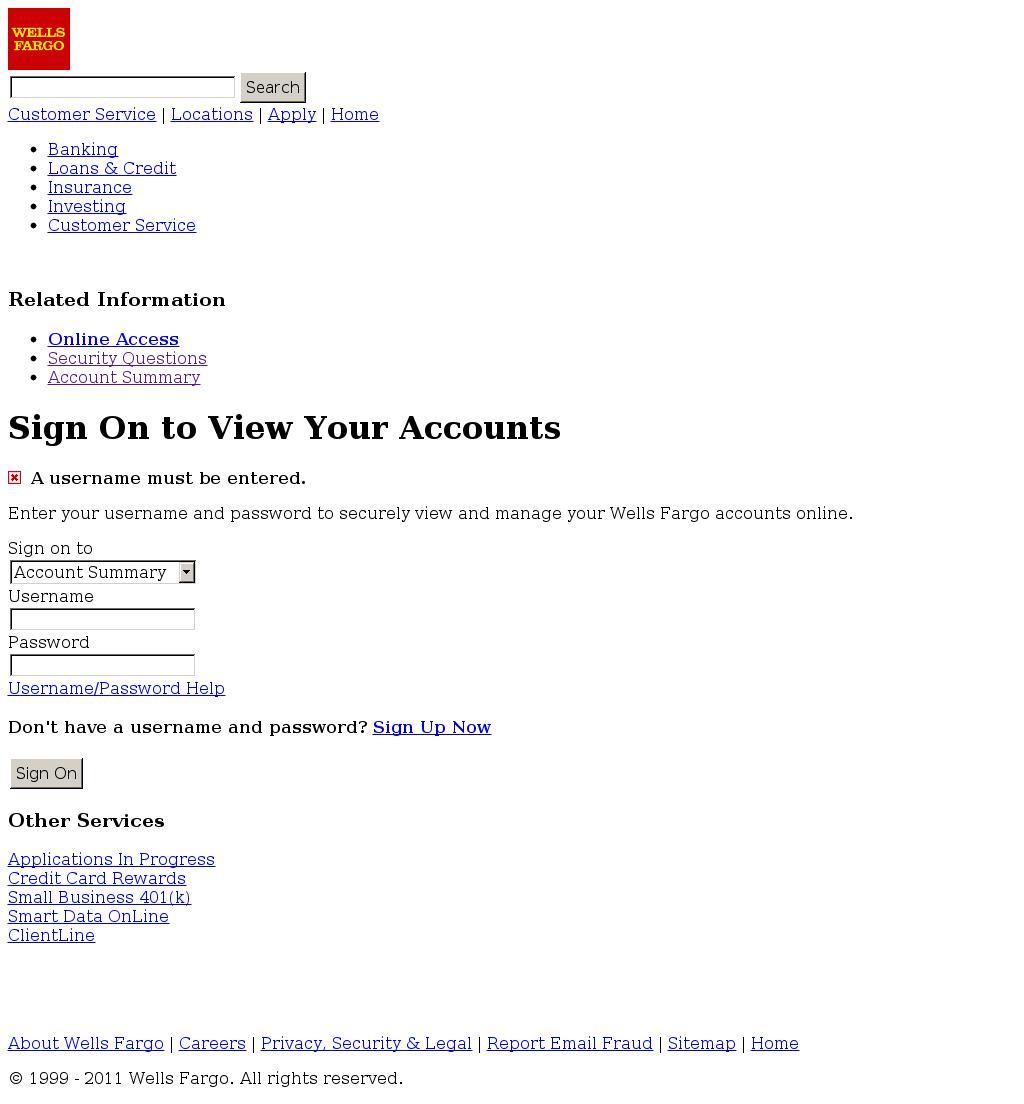 WELLS
FARGO
Search
Customer Service | Locations | Apply | Home
Banking
Loans & Credit
Insurance
Investing
Customer Service
Related Information
Online Access
Security Questions
Account Summary
Sign On to View Your Accounts
A username must be entered.
Enter your username and password to securely view and manage your Wells Fargo accounts online.
Sign on to
Account Summary
Username
Password
Username/Password Help
Don't have a username and password? Sign Up Now
Sign On
Other Services
Applications In Progress
Credit Card Rewards
Small Business 401(k)
Smart Data OnLine
ClientLine
About Wells Fargo | Careers | Privacy, Security & Legal | Report Email Fraud | Sitemap | Home
© 1999 - 2011 Wells Fargo. All rights reserved.